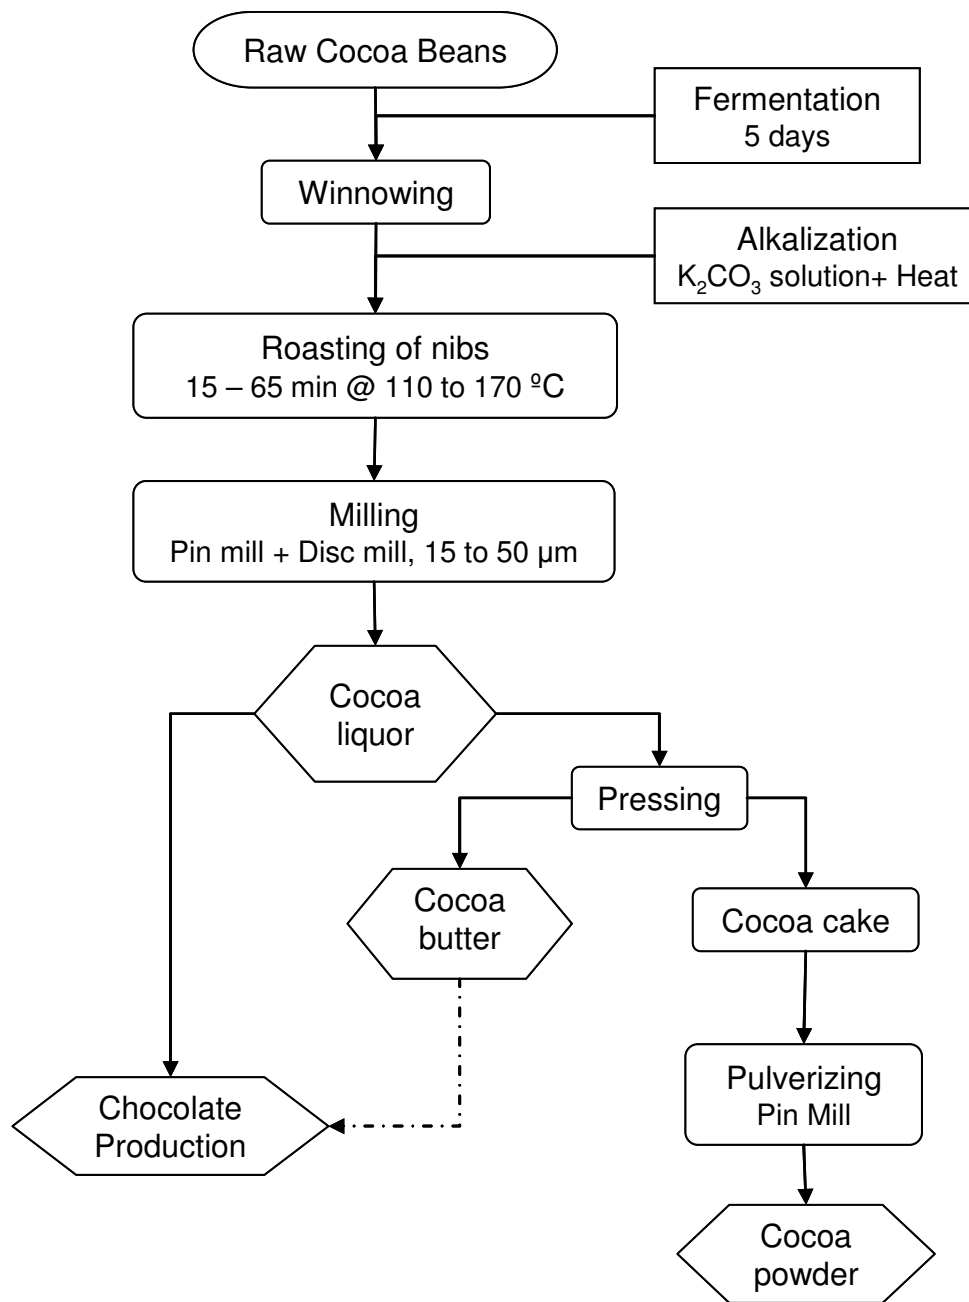 Raw Cocoa Beans
Fermentation
5 days
Winnowing
Alkalization
K₂CO₃ solution+ Heat
Roasting of nibs
15 – 65 min @ 110 to 170 ºC
Milling
Pin mill + Disc mill, 15 to 50 µm
Cocoa
liquor
Pressing
Cocoa
butter
Cocoa cake
Pulverizing
Pin Mill
Chocolate
Production
Cocoa
powder